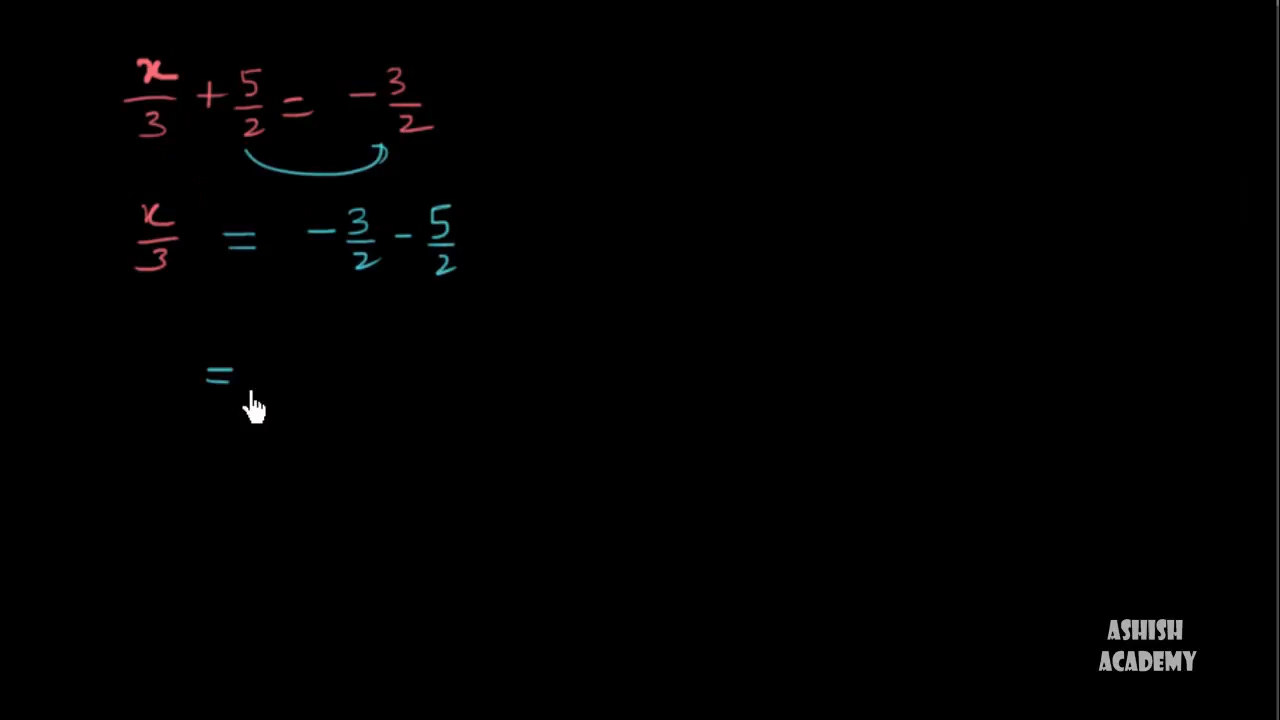 x/3 + 5/2 = - 3/2
x/3 = - 3/2 - 5/2
=
ASHISH
ACADEMY